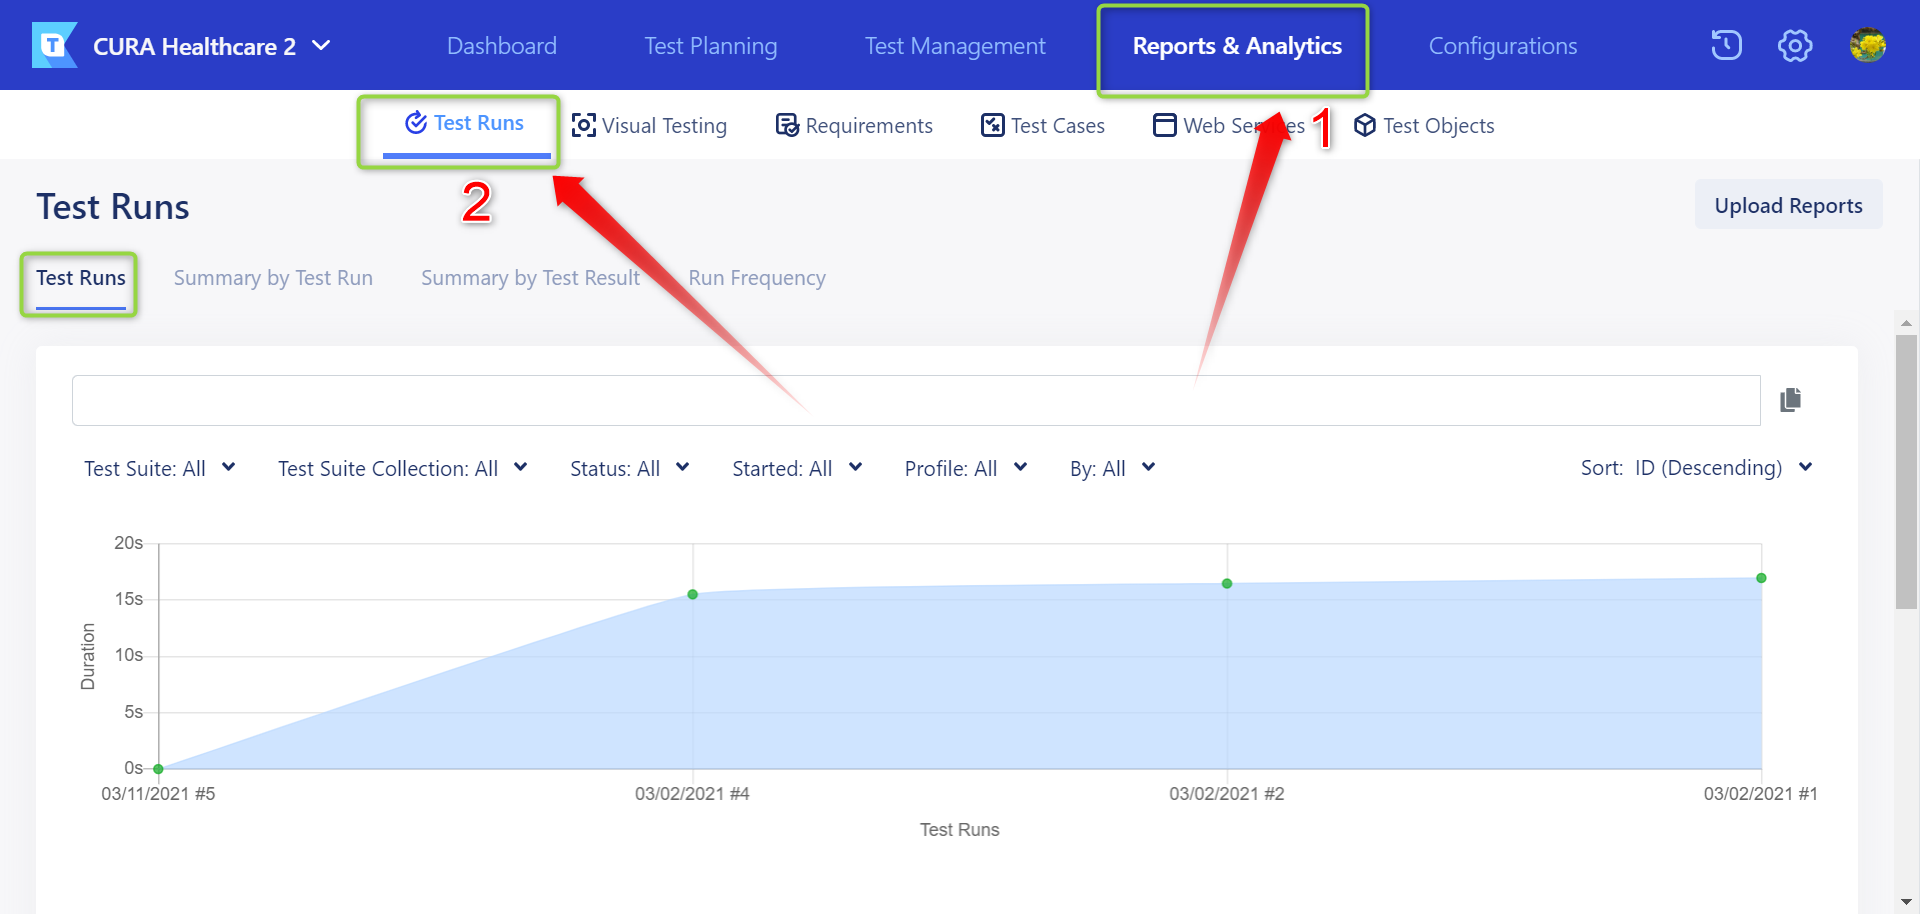 T CURA Healthcare 2 Dashboard Test Planning Test Management Reports & Analytics Configurations
Test Runs Visual Testing Requirements Test Cases Web Services Test Objects
1
2
Test Runs Upload Reports
Test Runs Summary by Test Run Summary by Test Result Run Frequency
Test Suite: All Test Suite Collection: All Status: All Started: All Profile: All By: All Sort: ID (Descending)
20s
15s
10s
5s
0s
Duration
03/11/2021 #5 03/02/2021 #4 03/02/2021 #2 03/02/2021 #1
Test Runs